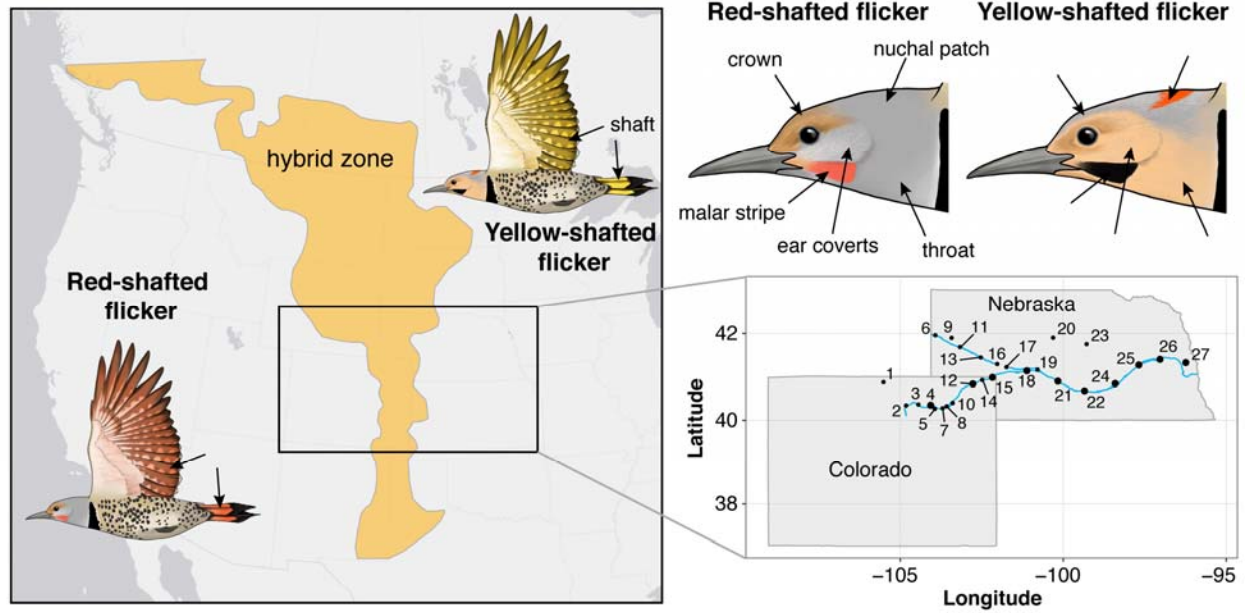 hybrid zone
shaft
Yellow-shafted
flicker
Red-shafted
flicker
Red-shafted flicker
Yellow-shafted flicker
crown
nuchal patch
malar stripe
ear coverts
throat
Nebraska
Colorado
1
2
3
4
5
6
7
8
9
10
11
12
13
14
15
16
17
18
19
20
21
22
23
24
25
26
27
42
40
38
Latitude
−105
−100
−95
Longitude